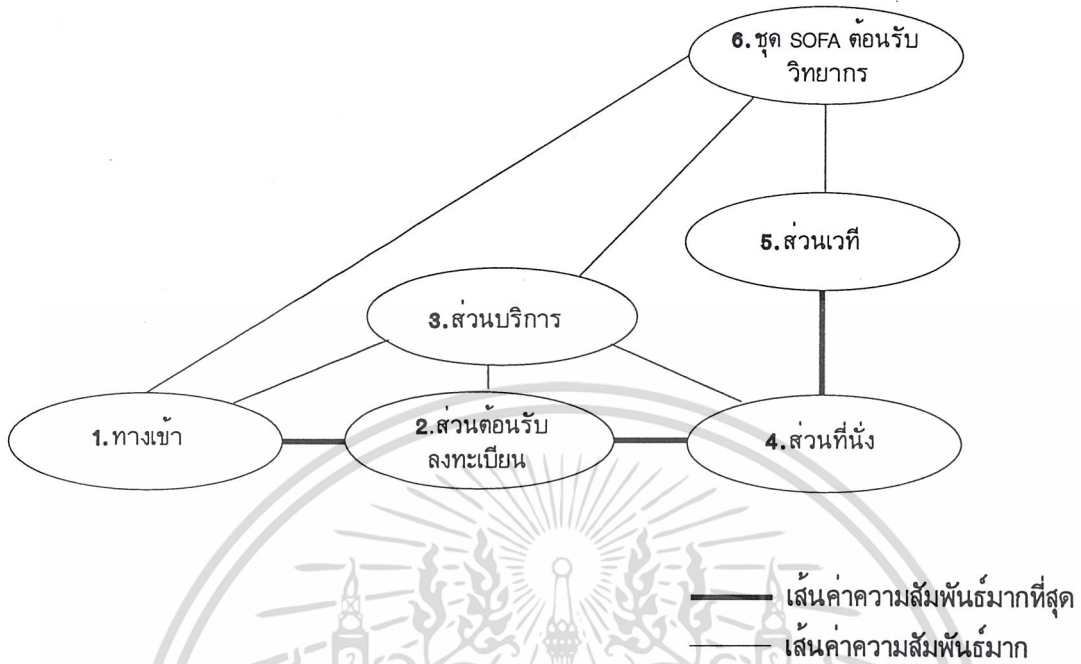 6.ชุด SOFA ต้อนรับ
วิทยากร
5.ส่วนเวที
3.ส่วนบริการ
1.ทางเข้า
2.ส่วนต้อนรับ
ลงทะเบียน
4.ส่วนที่นั่ง
เส้นค่าความสัมพันธ์มากที่สุด
เส้นค่าความสัมพันธ์มาก